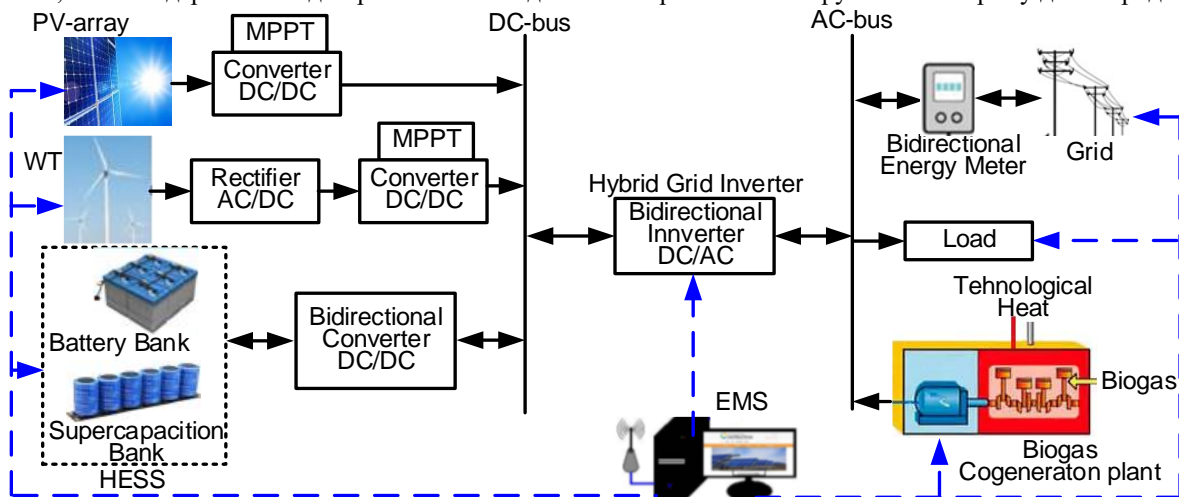 PV-array
MPPT
Converter
DC/DC
DC-bus
AC-bus
WT
Rectifier
AC/DC
MPPT
Converter
DC/DC
Hybrid Grid Inverter
Bidirectional
Innverter
DC/AC
Bidirectional
Energy Meter
Grid
Load
Battery Bank
Supercapacition
Bank
HESS
Bidirectional
Converter
DC/DC
EMS
Tehnological
Heat
Biogas
Biogas
Cogeneraton plant